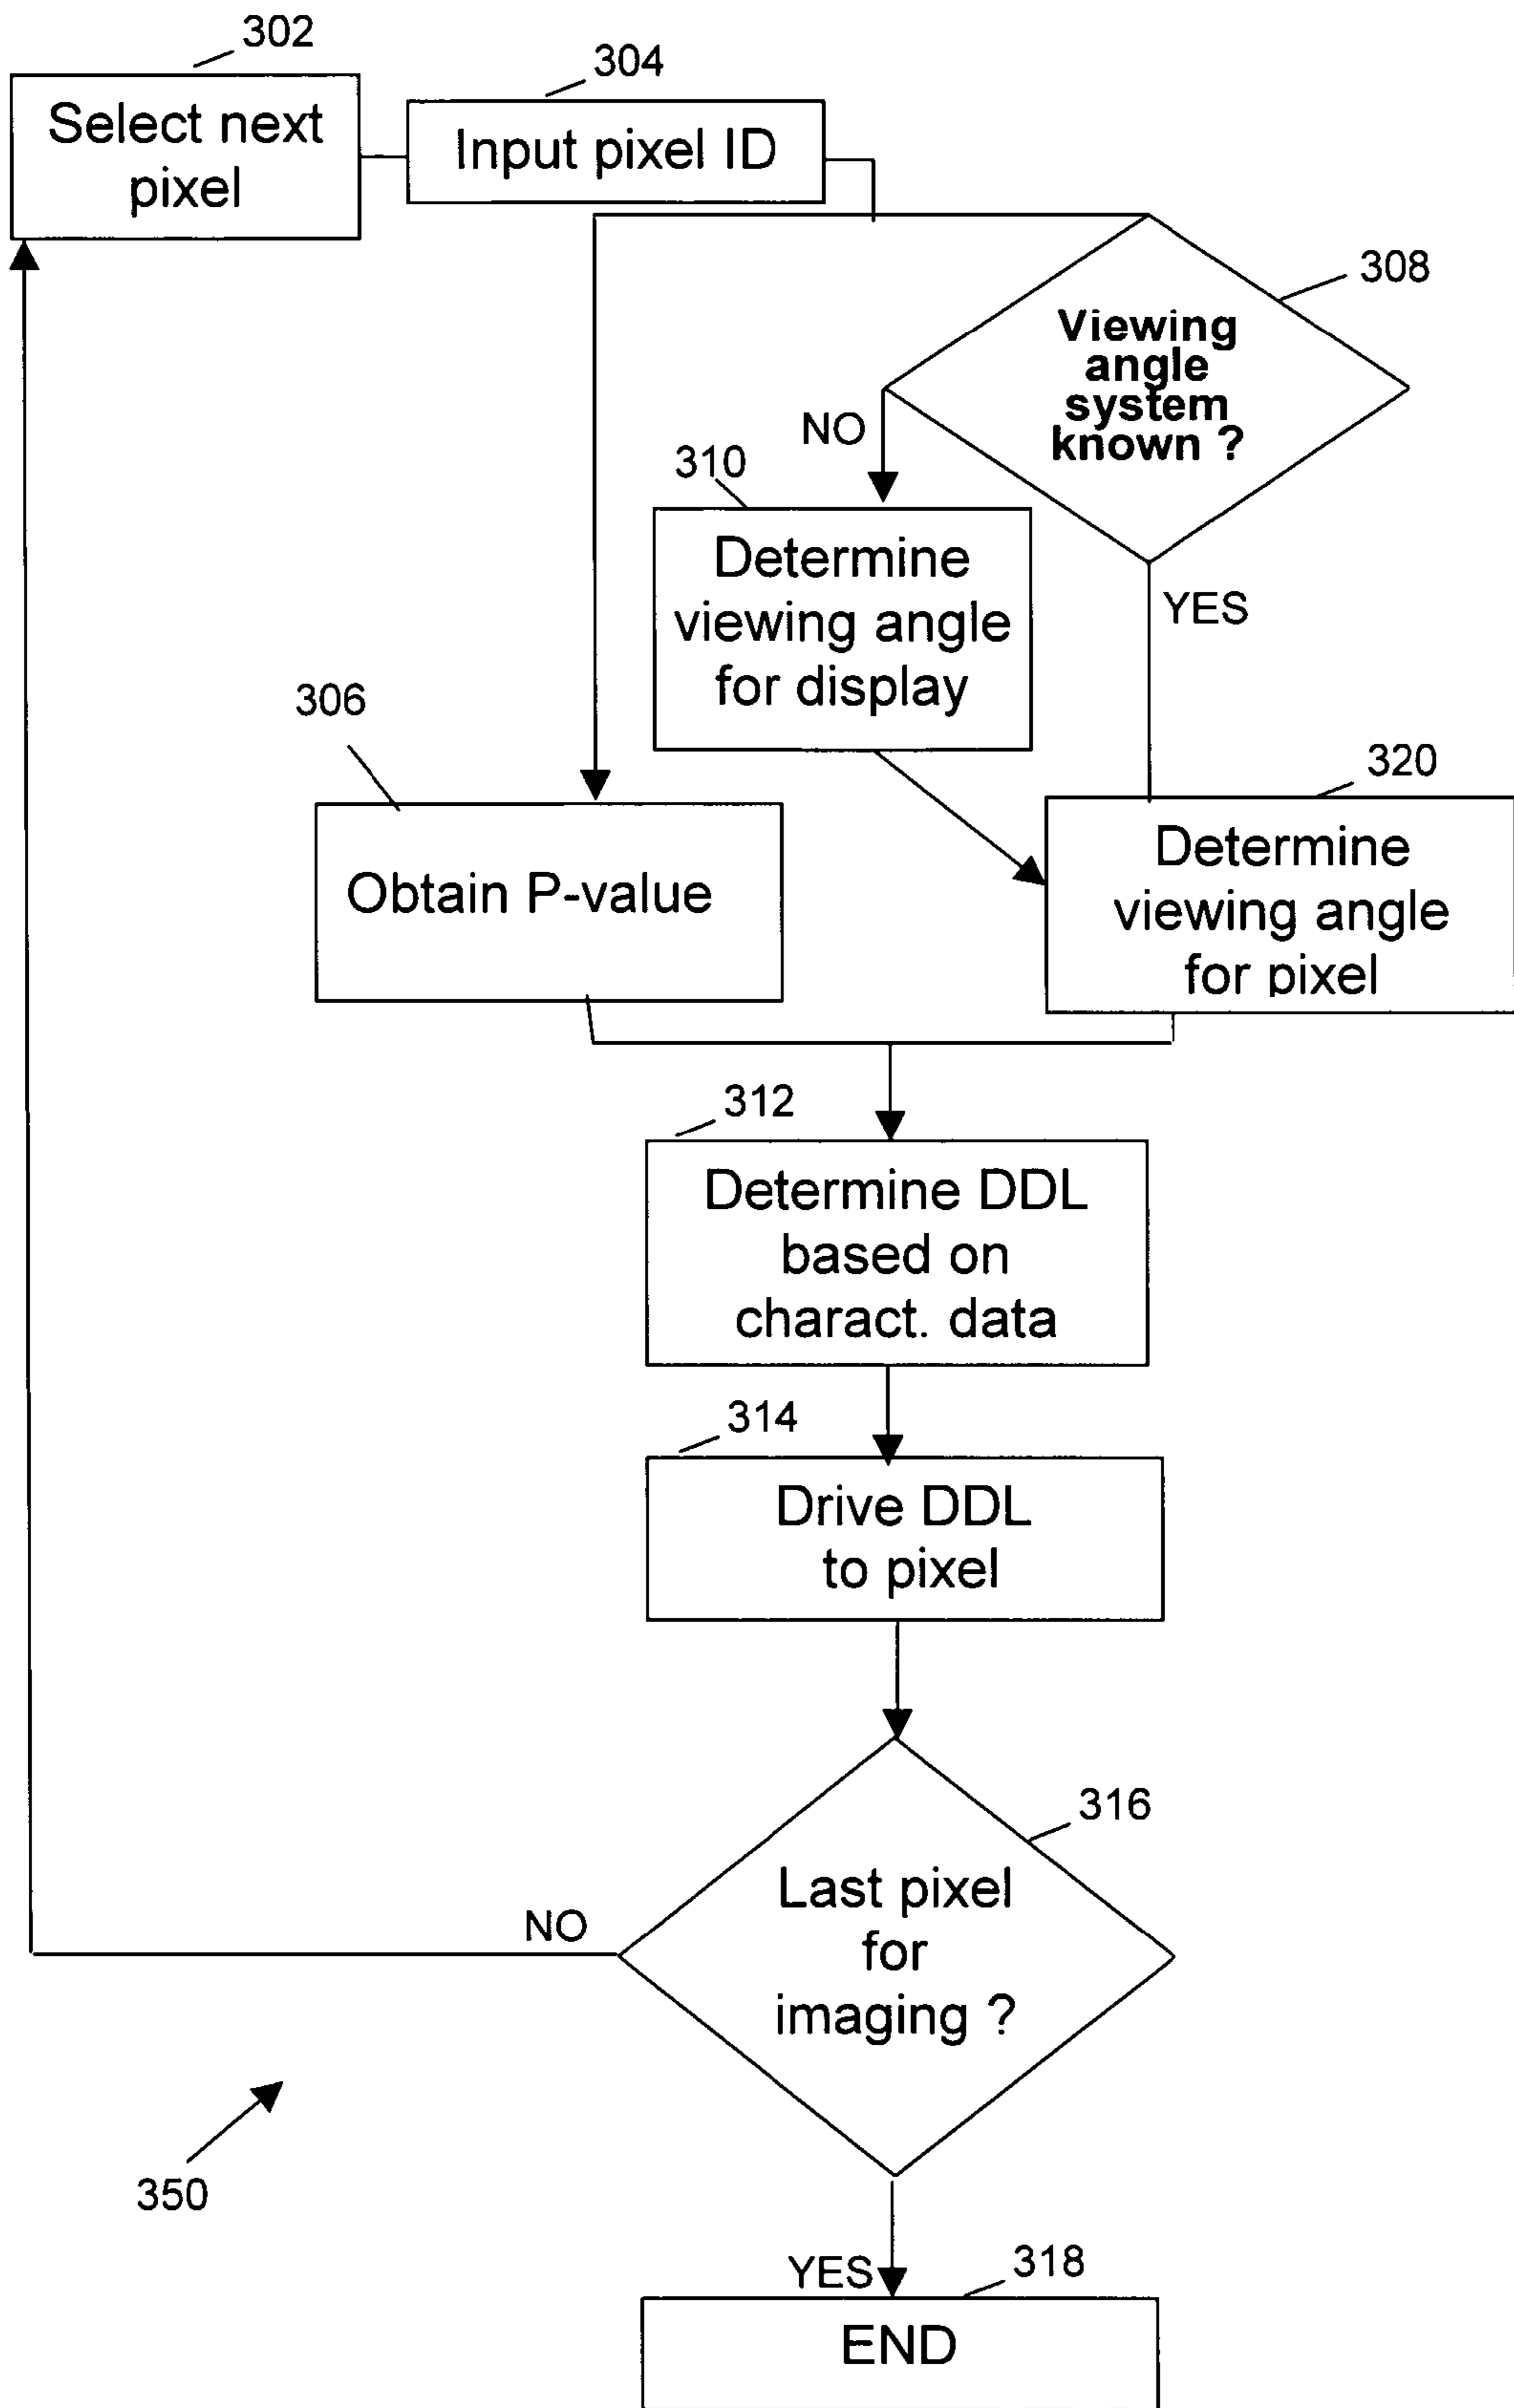 302
Select next
pixel
304
Input pixel ID
308
Viewing
angle
system
known ?
NO
310
Determine
viewing angle
for display
YES
306
Obtain P-value
320
Determine
viewing angle
for pixel
312
Determine DDL
based on
charact. data
314
Drive DDL
to pixel
316
Last pixel
for
imaging ?
NO
350
YES
318
END